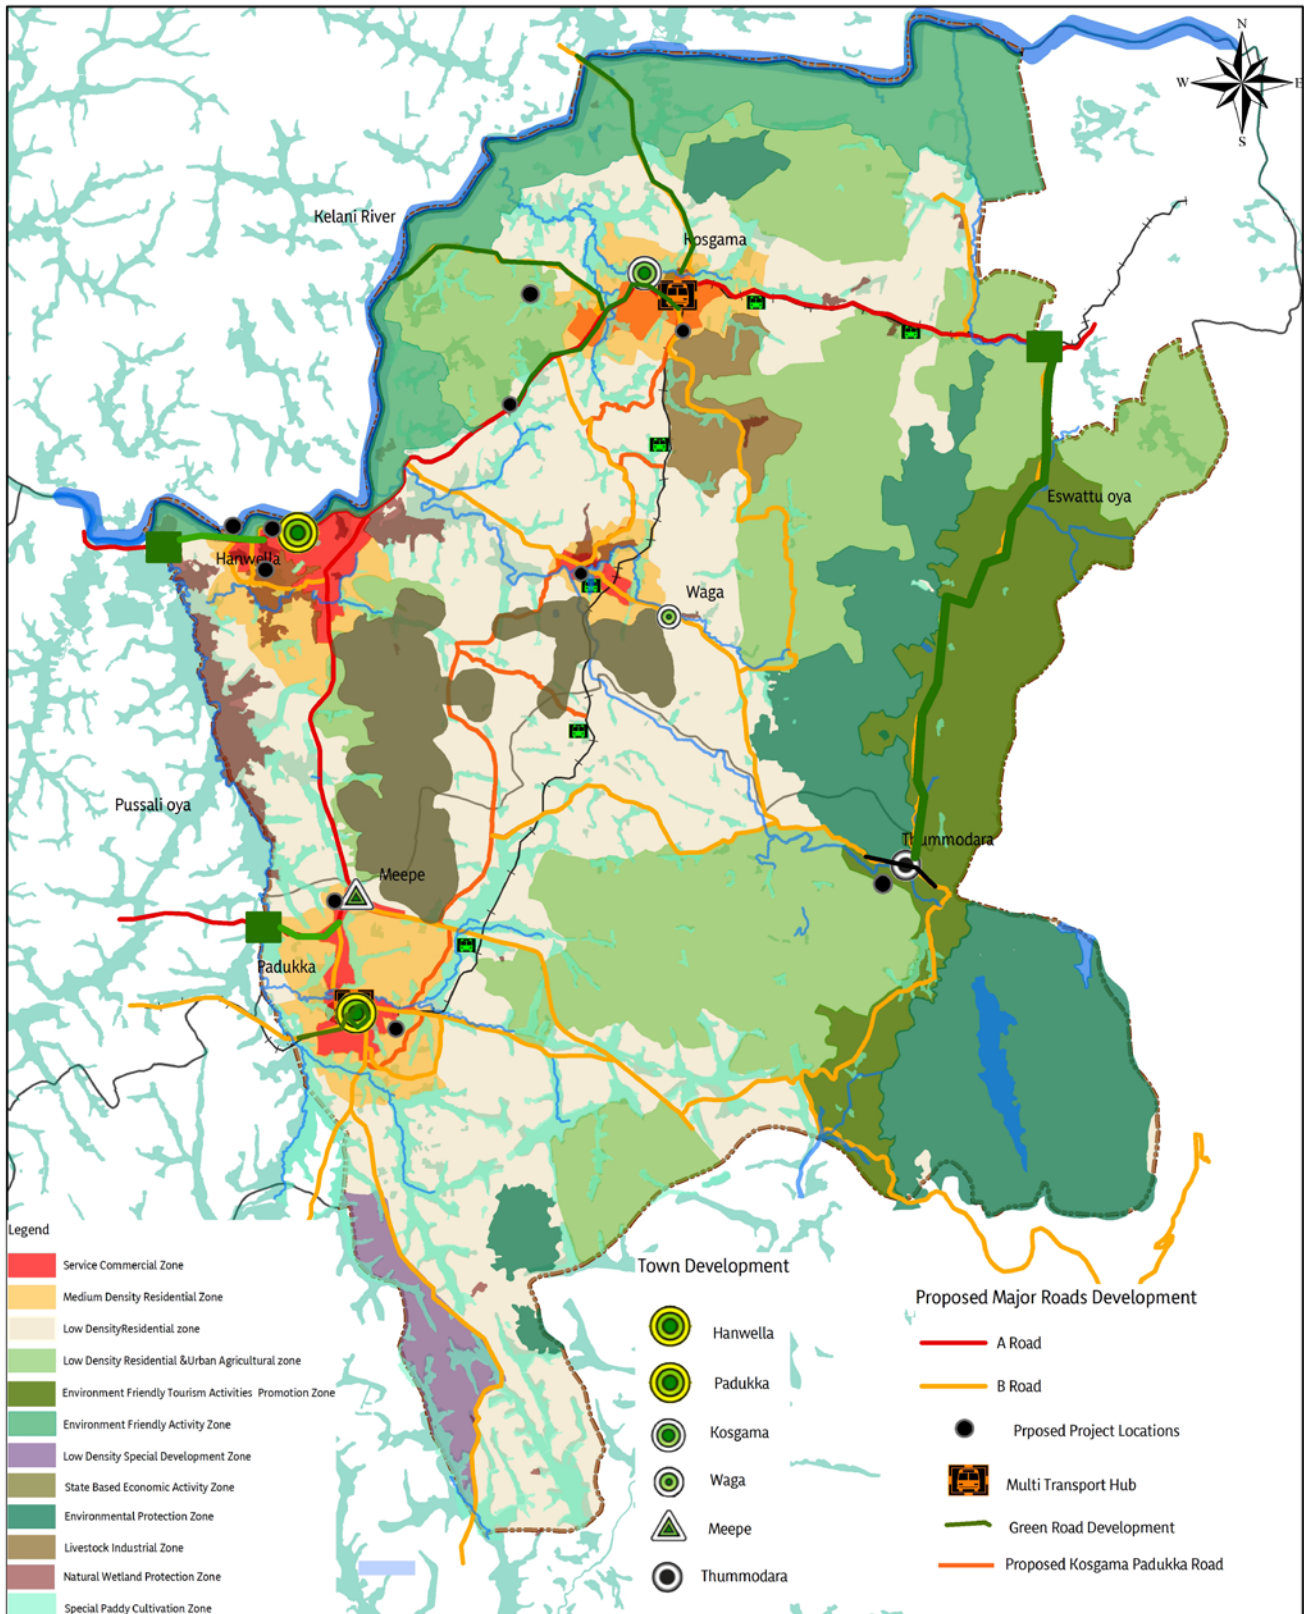 N
W
E
S
Kelani River
Kosgama
Eswattu oya
Hanwella
Waga
Pussali oya
Thummodara
Meepe
Padukka
Legend
Service Commercial Zone
Medium Density Residential Zone
Low DensityResidential zone
Low Density Residential &Urban Agricultural zone
Environment Friendly Tourism Activities Promotion Zone
Environment Friendly Activity Zone
Low Density Special Development Zone
State Based Economic Activity Zone
Environmental Protection Zone
Livestock Industrial Zone
Natural Wetland Protection Zone
Special Paddy Cultivation Zone
Town Development
Hanwella
Padukka
Kosgama
Waga
Meepe
Thummodara
Proposed Major Roads Development
A Road
B Road
Prposed Project Locations
Multi Transport Hub
Green Road Development
Proposed Kosgama Padukka Road